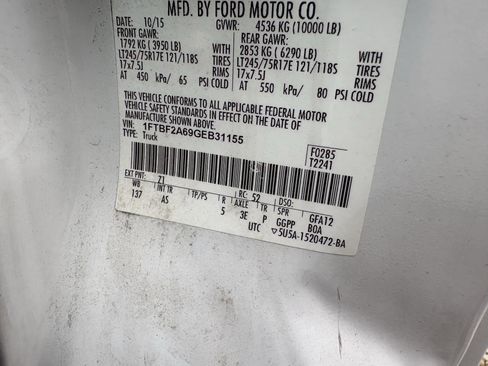 MFD. BY FORD MOTOR CO.
DATE: 10/15 GVWR: 4536 KG (10000 LB)
FRONT GAWR: REAR GAWR:
1792 KG (3950 LB) WITH 2853 KG (6290 LB) WITH
LT245/75R17E 121/118S TIRES LT245/75R17E 121/118S TIRES
17x7.5J RIMS 17x7.5J RIMS
AT 450 kPa/ 65 PSI COLD AT 550 kPa/ 80 PSI COLD
THIS VEHICLE CONFORMS TO ALL APPLICABLE FEDERAL MOTOR
VEHICLE SAFETY STANDARDS IN EFFECT ON THE DATE OF
MANUFACTURE SHOWN ABOVE.
VIN: 1FTBF2A69GEB31155
TYPE: Truck
F0285
T2241
EXT PNT: Z1 RC: 52 DSO:
WB INT TR TP/PS R AXLE TR SPR GFA12
137 AS 5 3E P GGPP BOA
UTC ▽5U5A-1520472-BA